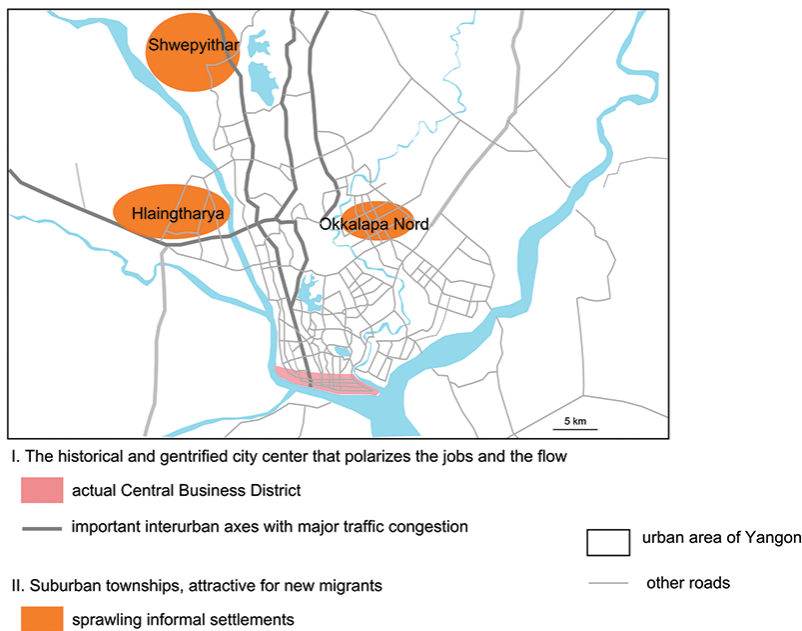 Shwepyithar
Hlaingtharya
Okkalapa Nord
5 km
I. The historical and gentrified city center that polarizes the jobs and the flow
actual Central Business District
important interurban axes with major traffic congestion
urban area of Yangon
other roads
II. Suburban townships, attractive for new migrants
sprawling informal settlements